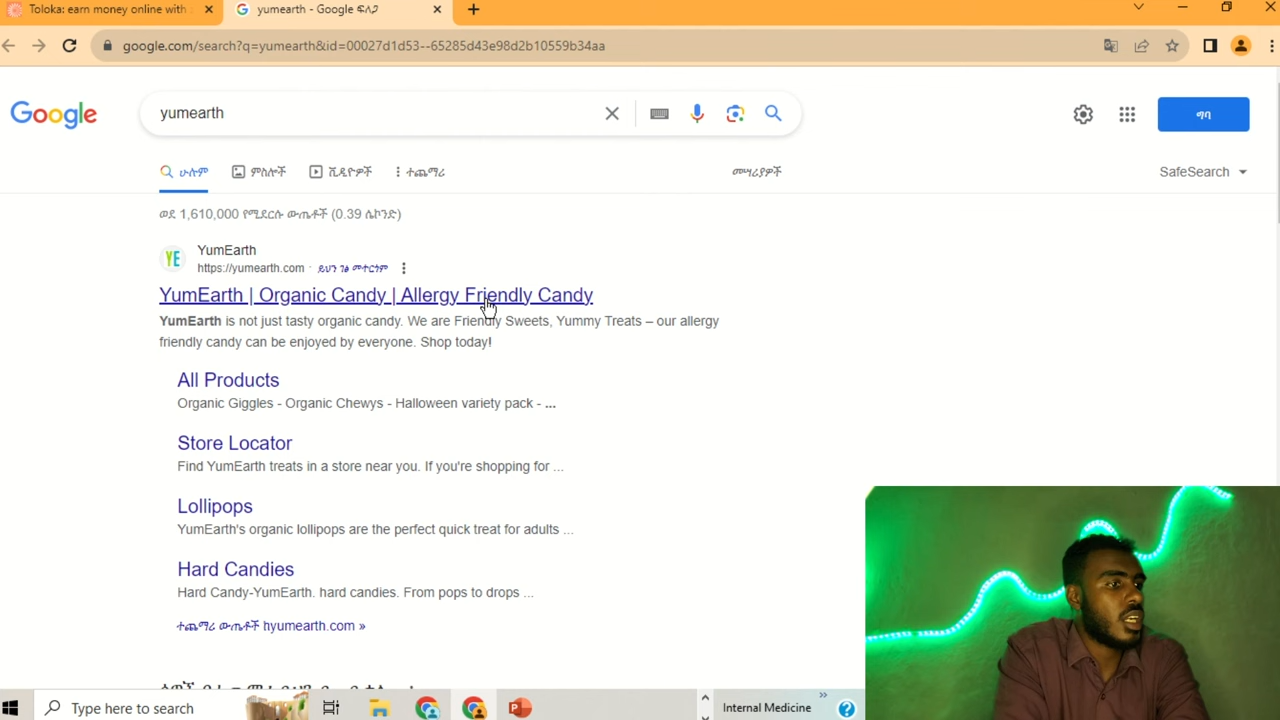 Toloka: earn money online with
yumearth - Google ፍለጋ
google.com/search?q=yumearth&id=00027d1d53--65285d43e98d2b10559b34aa
Google
yumearth
ግባ
ሁሉም
ምስሎች
ቪዲዮዎች
ተጨማሪ
መሣሪያዎች
SafeSearch
ወደ 1,610,000 የሚደርሱ ውጤቶች (0.39 ሴኮንድ)
YE
YumEarth
https://yumearth.com · ይህን ገፅ መተርጎም
YumEarth | Organic Candy | Allergy Friendly Candy
YumEarth is not just tasty organic candy. We are Friendly Sweets, Yummy Treats – our allergy
friendly candy can be enjoyed by everyone. Shop today!
All Products
Organic Giggles - Organic Chewys - Halloween variety pack - ...
Store Locator
Find YumEarth treats in a store near you. If you're shopping for ...
Lollipops
YumEarth's organic lollipops are the perfect quick treat for adults ...
Hard Candies
Hard Candy-YumEarth. hard candies. From pops to drops ...
ተጨማሪ ውጤቶች ከyumearth.com »
Type here to search
Internal Medicine